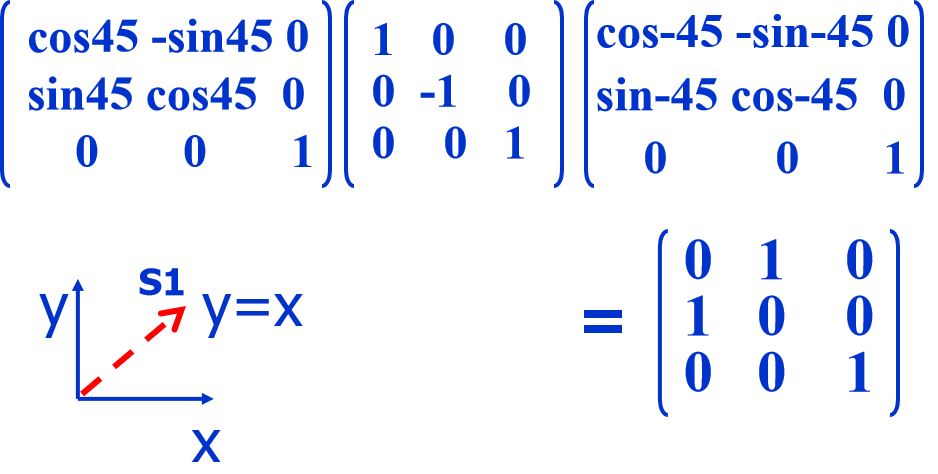 cos45 -sin45 0 1 0 0 cos-45 -sin-45 0
sin45 cos45 0 0 -1 0 sin-45 cos-45 0
0 0 1 0 0 1 0 0 1
S1
y y=x
x
= 0 1 0
1 0 0
0 0 1